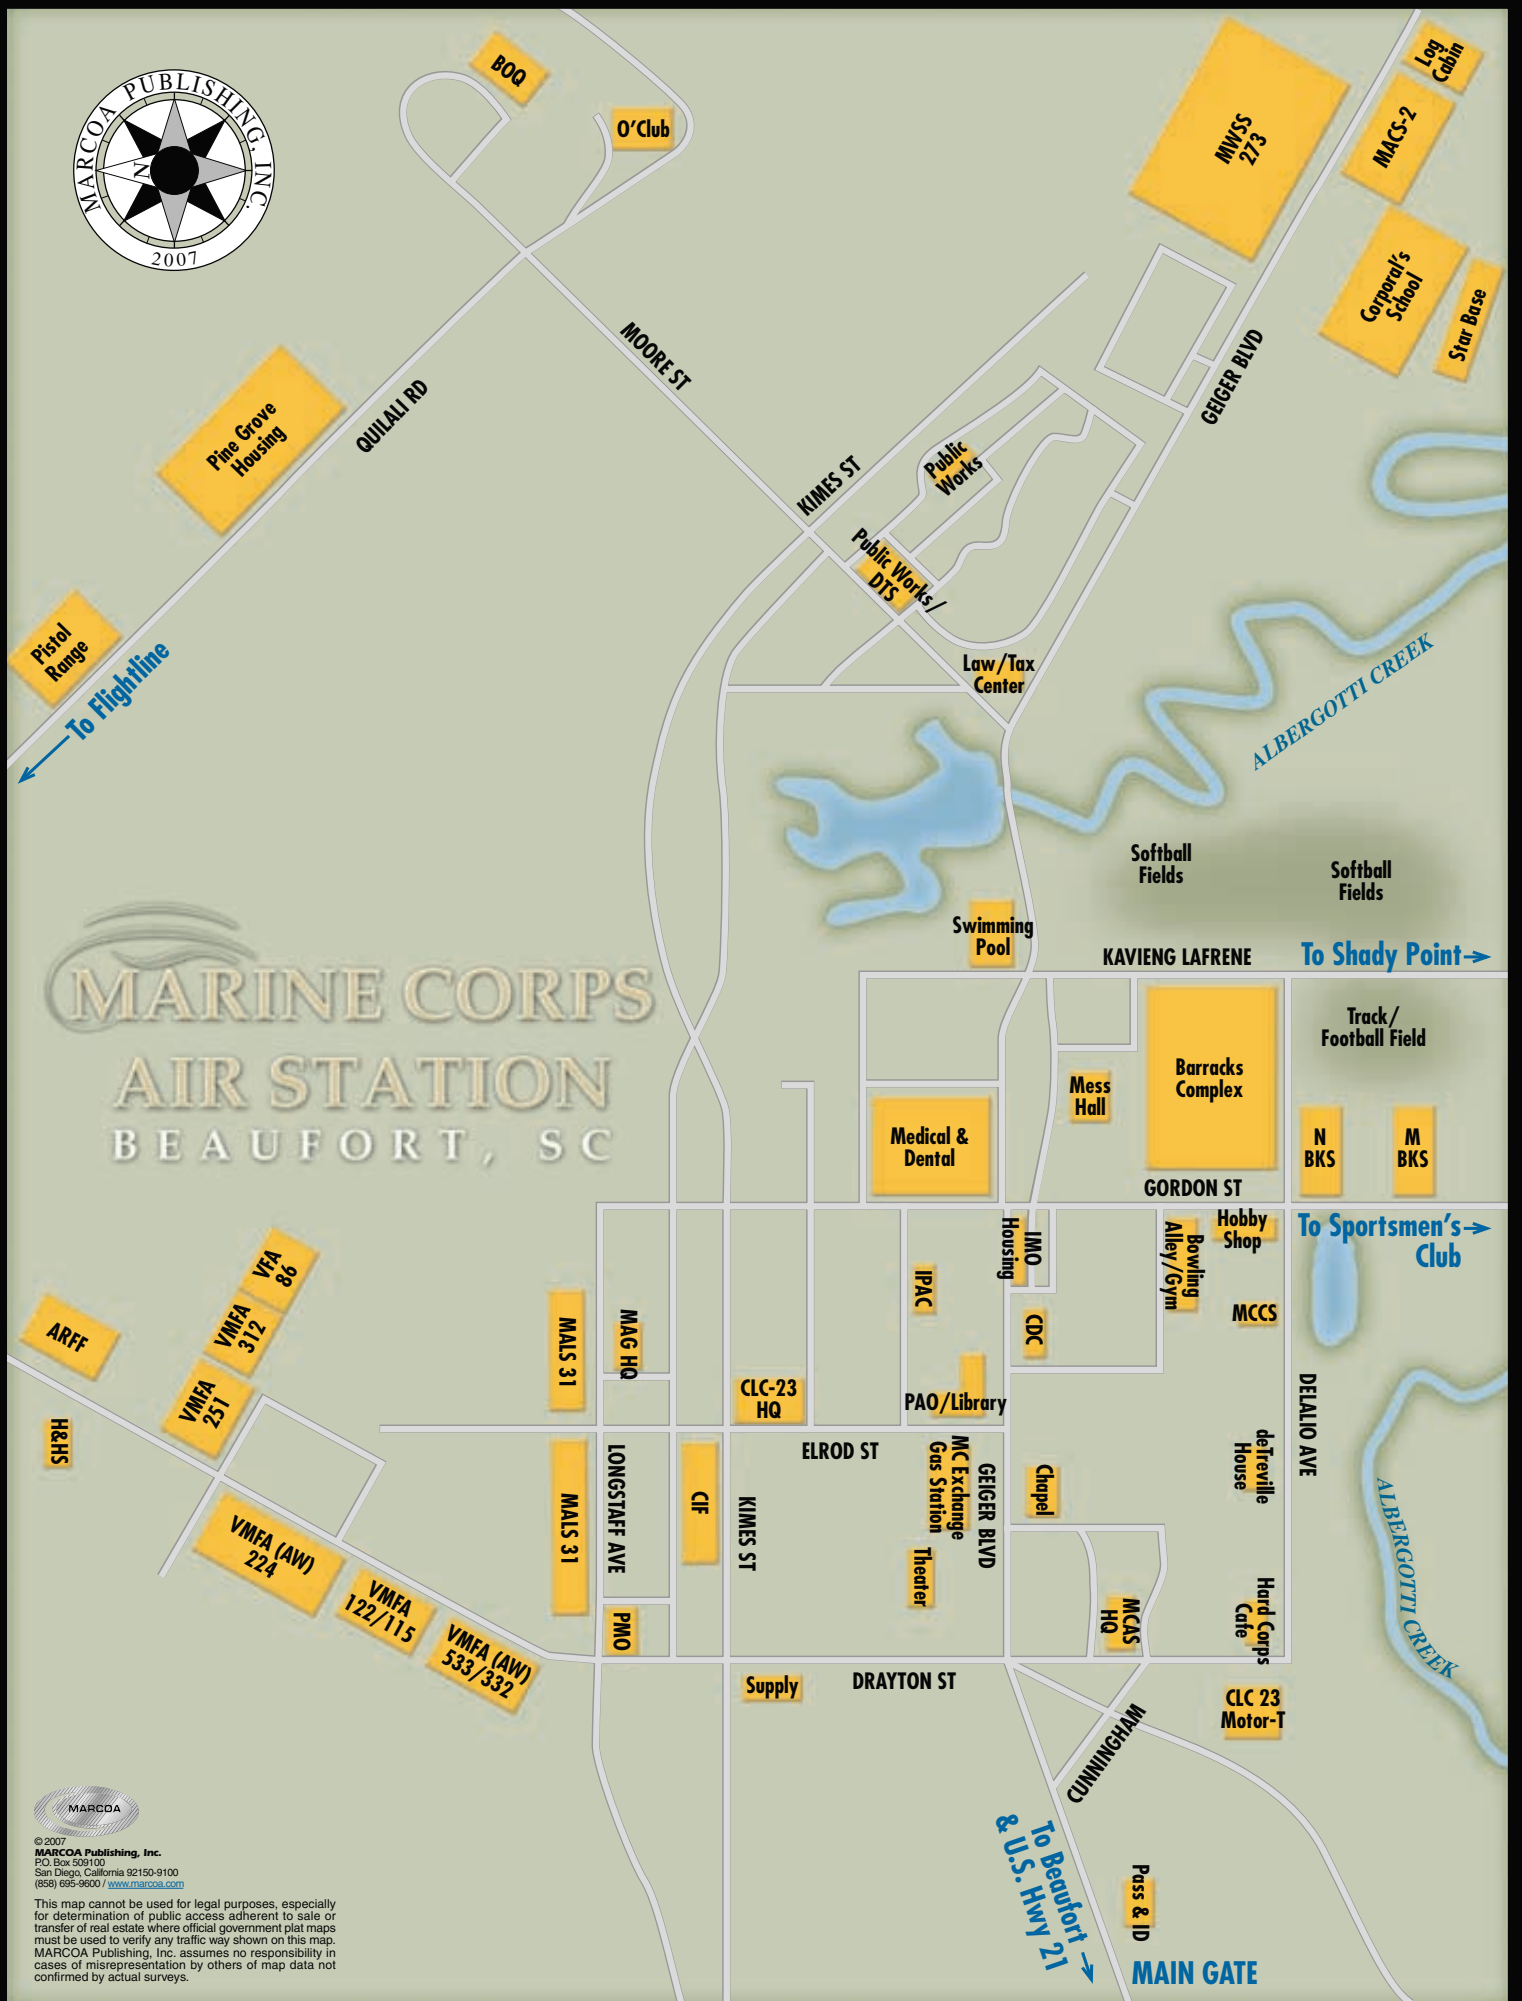 MARCOA PUBLISHING, INC.
N
2007
BOQ
O'Club
MWSS
273
Log
Cabin
MACS-2
Corporal's
School
Star Base
MOORE ST
GEIGER BLVD
Pine Grove
Housing
QUILALI RD
KIMES ST
Public
Works
Public Works/
DTS
Pistol
Range
To Flightline
Law/Tax
Center
ALBERGOTTI CREEK
Softball
Fields
Softball
Fields
Swimming
Pool
KAVIENG LAFRENE
To Shady Point
MARINE CORPS
AIR STATION
BEAUFORT, SC
Track/
Football Field
Barracks
Complex
Mess
Hall
Medical &
Dental
N
BKS
M
BKS
GORDON ST
Hobby
Shop
To Sportsmen's
Club
IMO
Housing
Bowling
Alley/Gym
IPAC
MCCS
CDC
VFA
86
VMFA
312
ARFF
VMFA
251
H&HS
MALS 31
MAG HQ
CLC-23
HQ
PAO/Library
DELALIO AVE
ELROD ST
MC Exchange
Gas Station
GEIGER BLVD
Chapel
deTreville
House
LONGSTAFF AVE
CIF
KIMES ST
MALS 31
Theater
ALBERGOTTI CREEK
VMFA (AW)
224
VMFA
122/115
VMFA (AW)
533/332
PMO
MCAS
HQ
Hard Corps
Cafe
Supply
DRAYTON ST
CLC 23
Motor-T
CUNNINGHAM
To Beaufort
& U.S. Hwy 21
Pass & ID
MAIN GATE
MARCOA
© 2007
MARCOA Publishing, Inc.
P.O. Box 509100
San Diego, California 92150-9100
(858) 695-9600 / www.marcoa.com
This map cannot be used for legal purposes, especially
for determination of public access adherent to sale or
transfer of real estate where official government plat maps
must be used to verify any traffic way shown on this map.
MARCOA Publishing, Inc. assumes no responsibility in
cases of misrepresentation by others of map data not
confirmed by actual surveys.